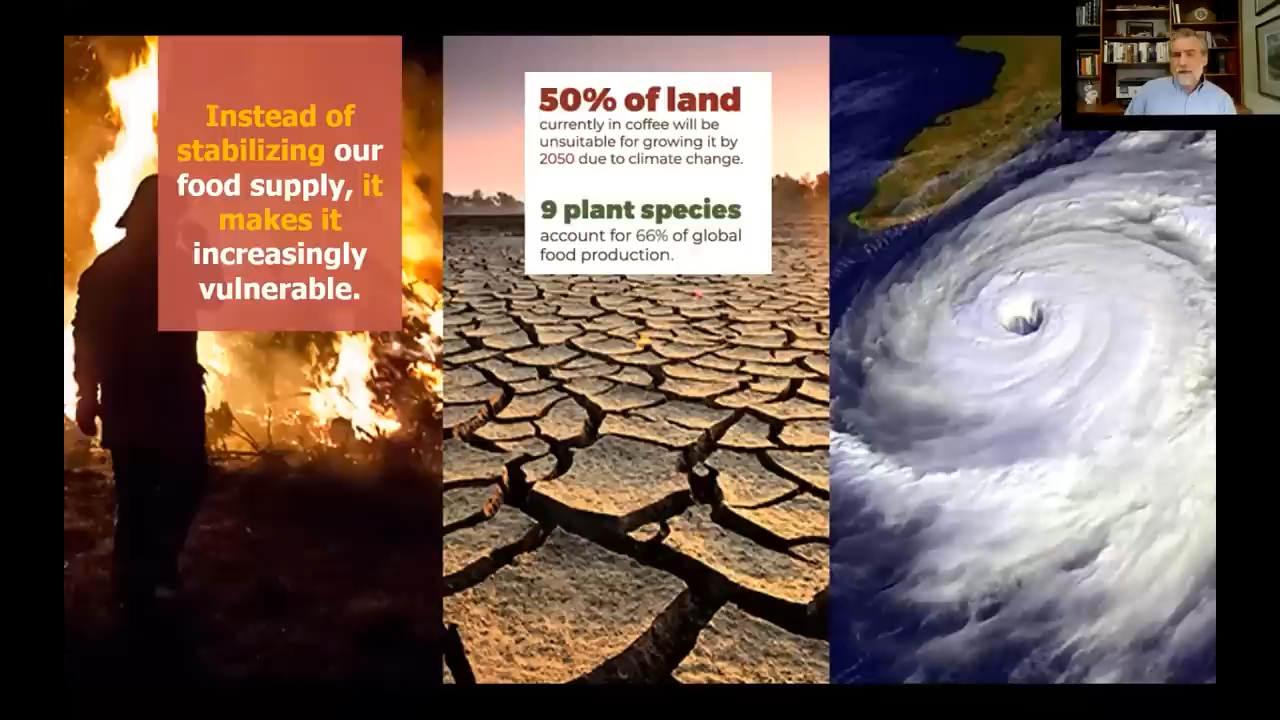 Instead of
stabilizing our
food supply, it
makes it
increasingly
vulnerable.
50% of land
currently in coffee will be
unsuitable for growing it by
2050 due to climate change.
9 plant species
account for 66% of global
food production.